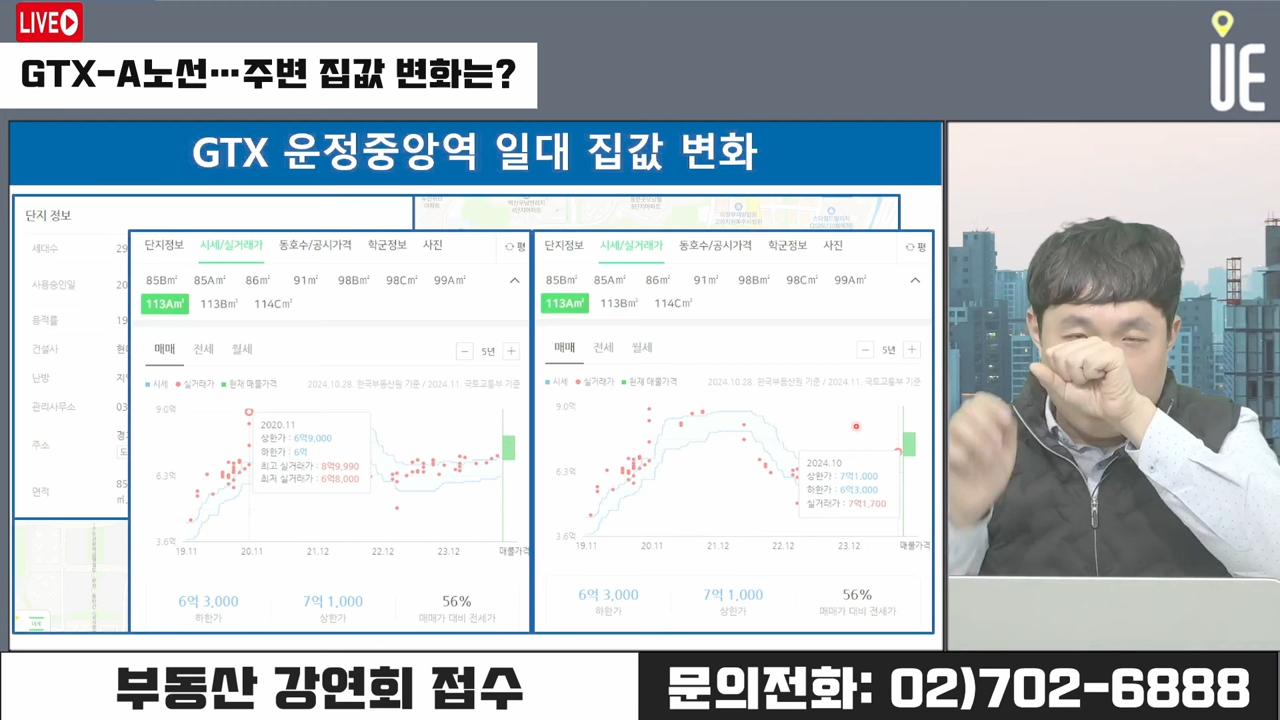 LIVE
GTX-A노선…주변 집값 변화는?
UE
GTX 운정중앙역 일대 집값 변화
단지 정보
세대수 29
사용승인일 20
용적률 19
건설사 현대
난방 지역
관리사무소 03
주소 경기
도
면적 85
㎡,
단지정보 시세/실거래가 동호수/공시가격 학군정보 사진 평
85B㎡ 85A㎡ 86㎡ 91㎡ 98B㎡ 98C㎡ 99A㎡
113A㎡ 113B㎡ 114C㎡
매매 전세 월세
5년
시세 실거래가 현재 매물가격 2024.10.28. 한국부동산원 기준 / 2024.11. 국토교통부 기준
9.0억
6.3억
3.6억
2020.11
상한가 : 6억9,000
하한가 : 6억
최고 실거래가 : 8억9,990
최저 실거래가 : 6억8,000
19.11 20.11 21.12 22.12 23.12 매물가격
6억 3,000 7억 1,000 56%
하한가 상한가 매매가 대비 전세가
단지정보 시세/실거래가 동호수/공시가격 학군정보 사진 평
85B㎡ 85A㎡ 86㎡ 91㎡ 98B㎡ 98C㎡ 99A㎡
113A㎡ 113B㎡ 114C㎡
매매 전세 월세
5년
시세 실거래가 현재 매물가격 2024.10.28. 한국부동산원 기준 / 2024.11. 국토교통부 기준
9.0억
6.3억
3.6억
2024.10
상한가 : 7억1,000
하한가 : 6억3,000
실거래가 : 7억1,700
19.11 20.11 21.12 22.12 23.12 매물가격
6억 3,000 7억 1,000 56%
하한가 상한가 매매가 대비 전세가
부동산 강연회 접수
문의전화: 02)702-6888